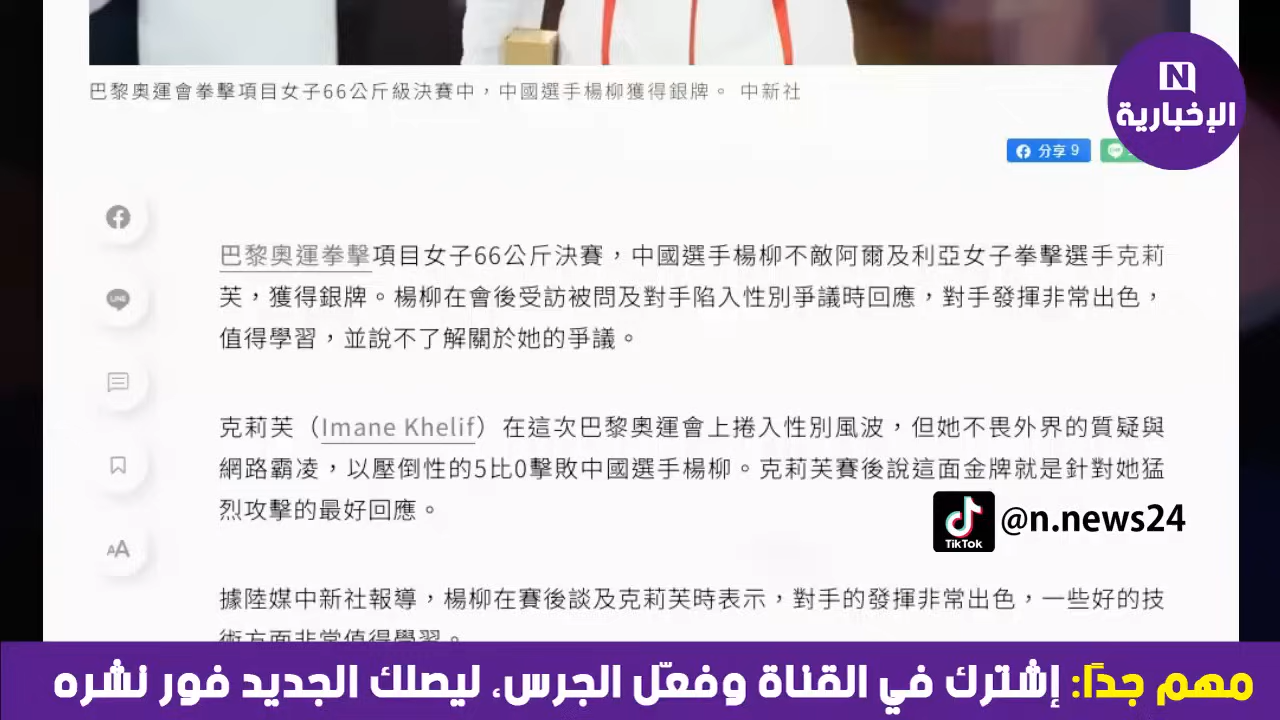 巴黎奧運會拳擊項目女子66公斤級決賽中，中國選手楊柳獲得銀牌。 中新社
N
الإخبارية
分享 9
巴黎奧運拳擊項目女子66公斤決賽，中國選手楊柳不敵阿爾及利亞女子拳擊選手克莉
芙，獲得銀牌。楊柳在會後受訪被問及對手陷入性別爭議時回應，對手發揮非常出色，
LINE
值得學習，並說不了解關於她的爭議。
克莉芙（Imane Khelif）在這次巴黎奧運會上捲入性別風波，但她不畏外界的質疑與
網路霸凌，以壓倒性的5比0擊敗中國選手楊柳。克莉芙賽後說這面金牌就是針對她猛
烈攻擊的最好回應。
TikTok
@n.news24
AA
據陸媒中新社報導，楊柳在賽後談及克莉芙時表示，對手的發揮非常出色，一些好的技
術方面非常值得學習。
مهم جدًا: إشترك في القناة وفعّل الجرس، ليصلك الجديد فور نشره